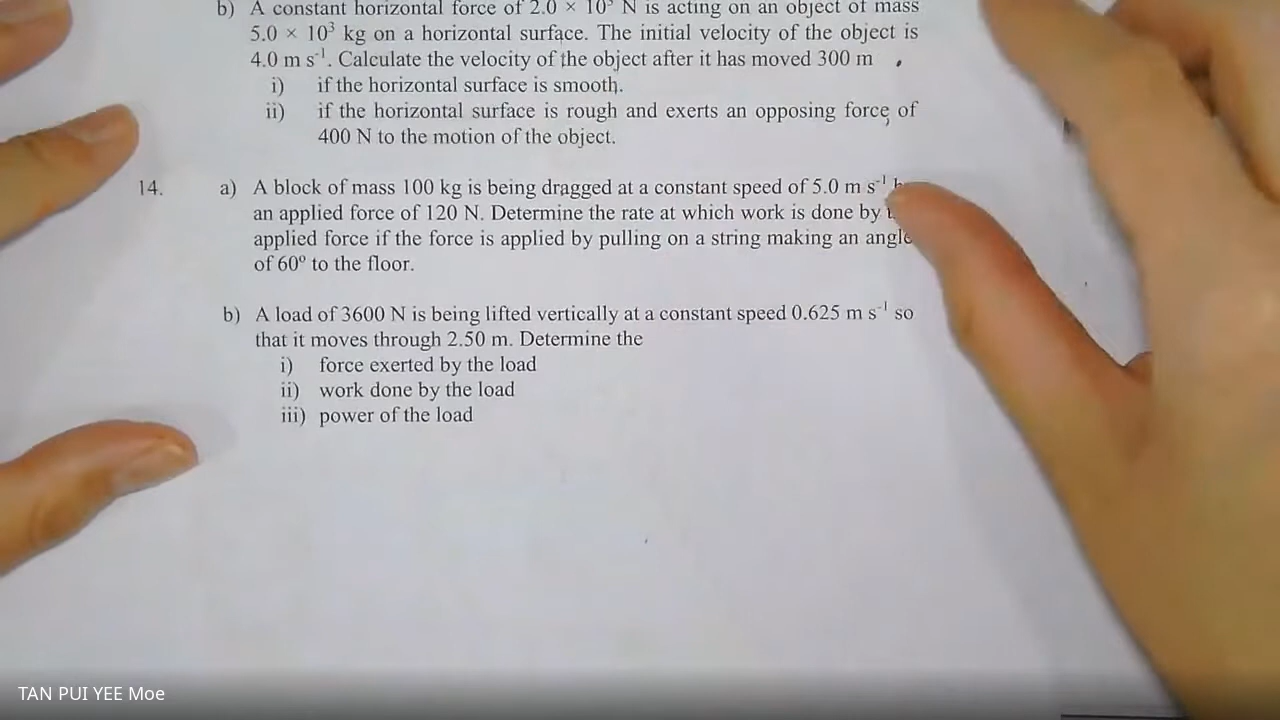 b) A constant horizontal force of 2.0 × 10³ N is acting on an object of mass
5.0 × 10³ kg on a horizontal surface. The initial velocity of the object is
4.0 m s⁻¹. Calculate the velocity of the object after it has moved 300 m
i) if the horizontal surface is smooth.
ii) if the horizontal surface is rough and exerts an opposing force of
400 N to the motion of the object.
14. a) A block of mass 100 kg is being dragged at a constant speed of 5.0 m s⁻¹
an applied force of 120 N. Determine the rate at which work is done by
applied force if the force is applied by pulling on a string making an angle
of 60º to the floor.
b) A load of 3600 N is being lifted vertically at a constant speed 0.625 m s⁻¹ so
that it moves through 2.50 m. Determine the
i) force exerted by the load
ii) work done by the load
iii) power of the load
TAN PUI YEE Moe